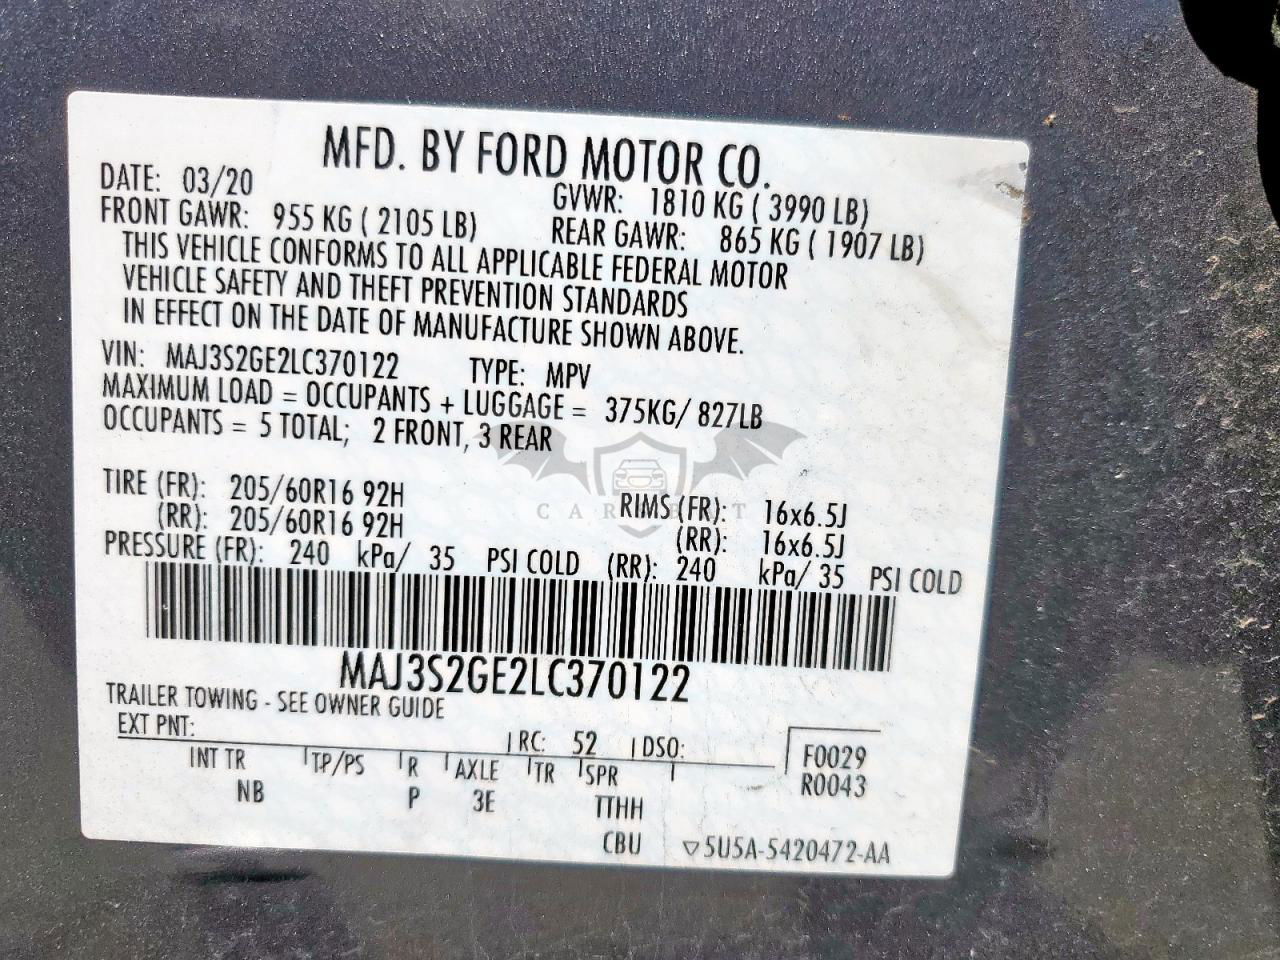 MFD. BY FORD MOTOR CO.
DATE: 03/20 GVWR: 1810 KG ( 3990 LB)
FRONT GAWR: 955 KG ( 2105 LB) REAR GAWR: 865 KG ( 1907 LB)
THIS VEHICLE CONFORMS TO ALL APPLICABLE FEDERAL MOTOR
VEHICLE SAFETY AND THEFT PREVENTION STANDARDS
IN EFFECT ON THE DATE OF MANUFACTURE SHOWN ABOVE.
VIN: MAJ3S2GE2LC370122 TYPE: MPV
MAXIMUM LOAD = OCCUPANTS + LUGGAGE = 375KG/ 827LB
OCCUPANTS = 5 TOTAL; 2 FRONT, 3 REAR
TIRE (FR): 205/60R16 92H RIMS (FR): 16x6.5J
(RR): 205/60R16 92H (RR): 16x6.5J
PRESSURE (FR): 240 kPa/ 35 PSI COLD (RR): 240 kPa/ 35 PSI COLD
MAJ3S2GE2LC370122
TRAILER TOWING - SEE OWNER GUIDE
EXT PNT: RC: 52 DSO: F0029
INT TR TP/PS R AXLE TR SPR R0043
NB P 3E TTHH
CBU ▽5U5A-5420472-AA